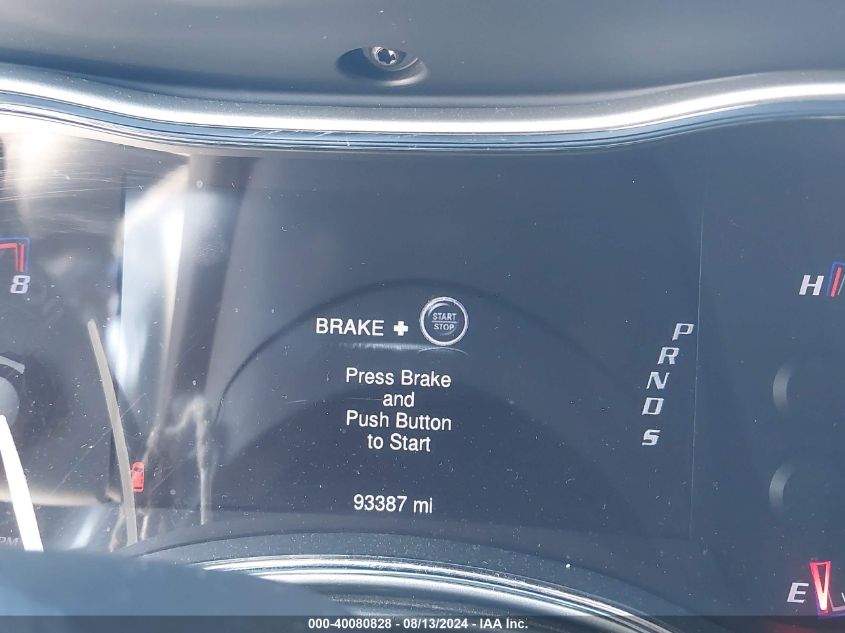 8
H
BRAKE + START STOP
P
R
N
D
S
Press Brake
and
Push Button
to Start
93387 mi
E
000-40080828 - 08/13/2024 - IAA Inc.